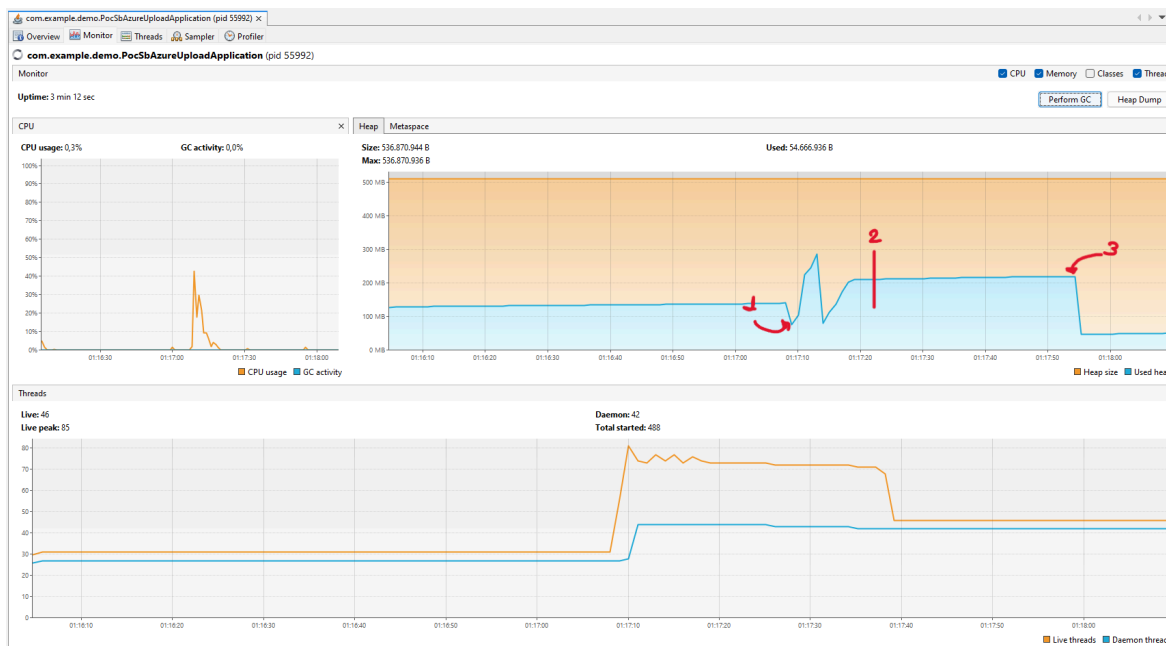 com.example.demo.PocSbAzureUploadApplication (pid 55992) ×
Overview Monitor Threads Sampler Profiler
com.example.demo.PocSbAzureUploadApplication (pid 55992)
Monitor CPU Memory Classes Thread
Uptime: 3 min 12 sec
Perform GC Heap Dump
CPU × Heap Metaspace
CPU usage: 0,3% GC activity: 0,0%
100%
90%
80%
70%
60%
50%
40%
30%
20%
10%
0%
01:16:30 01:17:00 01:17:30 01:18:00
CPU usage GC activity
Size: 536.870.944 B Used: 54.666.936 B
Max: 536.870.936 B
500 MB
400 MB
300 MB
200 MB
100 MB
0 MB
1
2
3
01:16:10 01:16:20 01:16:30 01:16:40 01:16:50 01:17:00 01:17:10 01:17:20 01:17:30 01:17:40 01:17:50 01:18:00
Heap size Used hea
Threads
Live: 46 Daemon: 42
Live peak: 85 Total started: 488
80
70
60
50
40
30
20
10
0
01:16:10 01:16:20 01:16:30 01:16:40 01:16:50 01:17:00 01:17:10 01:17:20 01:17:30 01:17:40 01:17:50 01:18:00
Live threads Daemon thread